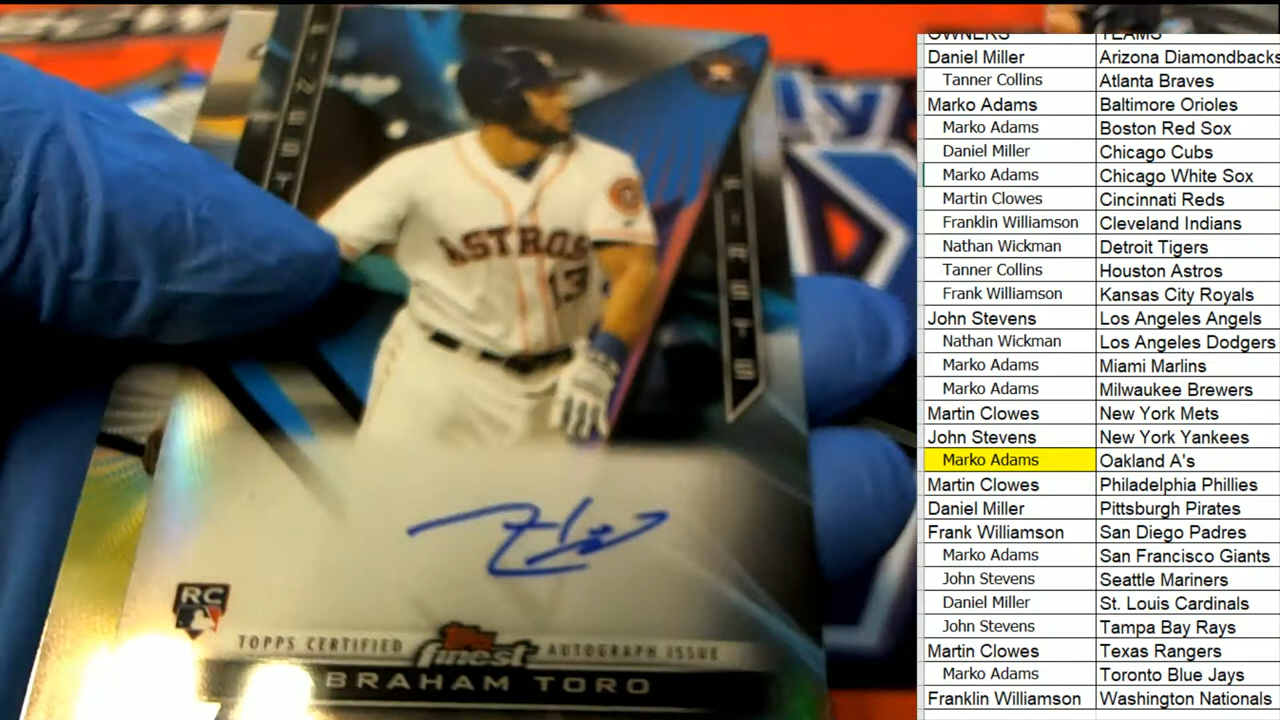 FINEST
FIRSTS
ASTROS
13
RC
TOPPS CERTIFIED finest AUTOGRAPH ISSUE
BRAHAM TORO
OWNERS TEAMS
Daniel Miller Arizona Diamondbacks
Tanner Collins Atlanta Braves
Marko Adams Baltimore Orioles
Marko Adams Boston Red Sox
Daniel Miller Chicago Cubs
Marko Adams Chicago White Sox
Martin Clowes Cincinnati Reds
Franklin Williamson Cleveland Indians
Nathan Wickman Detroit Tigers
Tanner Collins Houston Astros
Frank Williamson Kansas City Royals
John Stevens Los Angeles Angels
Nathan Wickman Los Angeles Dodgers
Marko Adams Miami Marlins
Marko Adams Milwaukee Brewers
Martin Clowes New York Mets
John Stevens New York Yankees
Marko Adams Oakland A's
Martin Clowes Philadelphia Phillies
Daniel Miller Pittsburgh Pirates
Frank Williamson San Diego Padres
Marko Adams San Francisco Giants
John Stevens Seattle Mariners
Daniel Miller St. Louis Cardinals
John Stevens Tampa Bay Rays
Martin Clowes Texas Rangers
Marko Adams Toronto Blue Jays
Franklin Williamson Washington Nationals